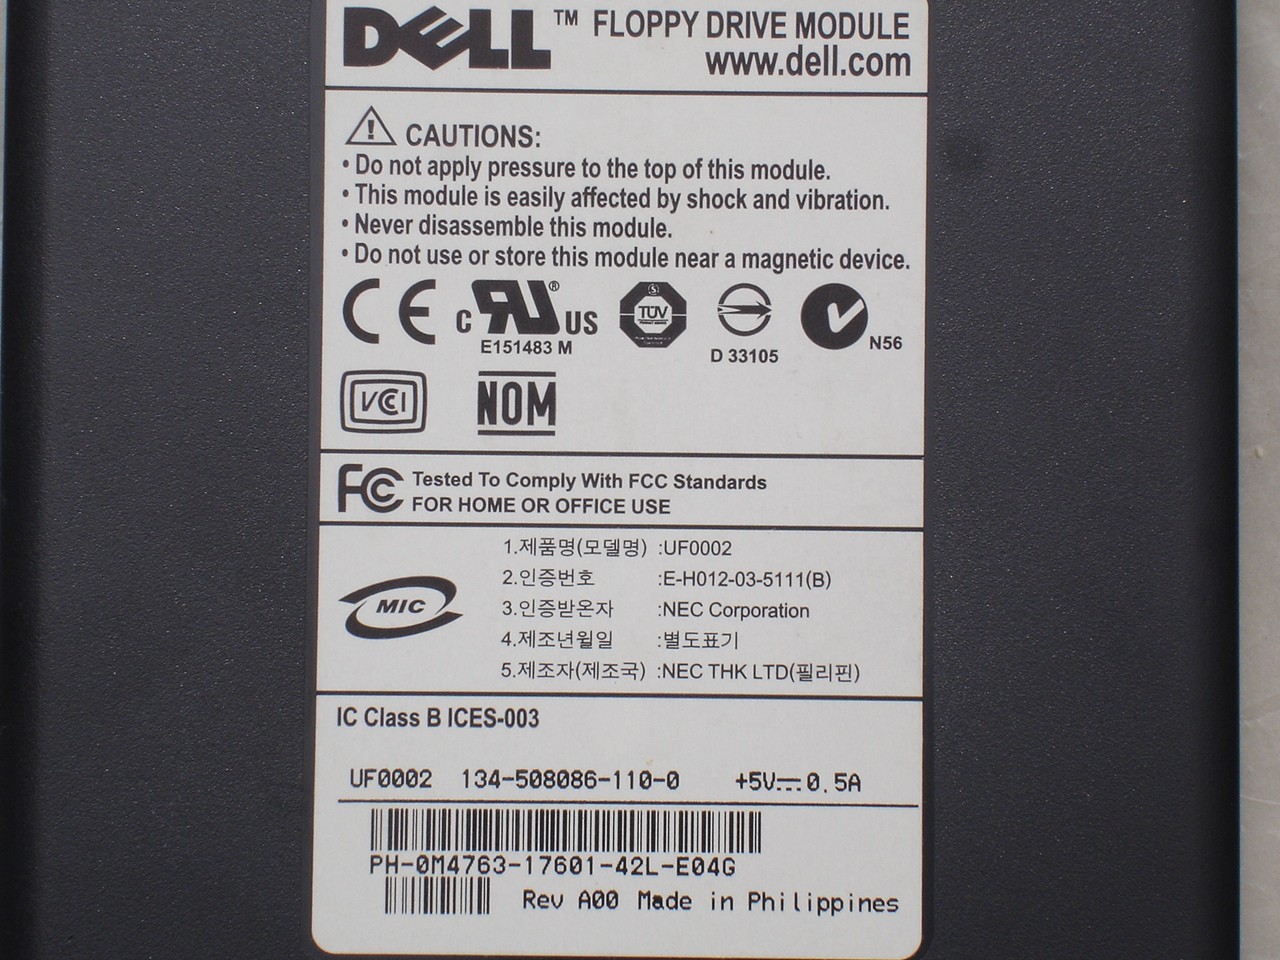 DELL™ FLOPPY DRIVE MODULE
www.dell.com
CAUTIONS:
• Do not apply pressure to the top of this module.
• This module is easily affected by shock and vibration.
• Never disassemble this module.
• Do not use or store this module near a magnetic device.
CE C RU ® US TÜV
E151483 M D 33105 N56
VCCI NOM
FC Tested To Comply With FCC Standards
FOR HOME OR OFFICE USE
1.제품명(모델명) :UF0002
2.인증번호 :E-H012-03-5111(B)
MIC 3.인증받온자 :NEC Corporation
4.제조년월일 :별도표기
5.제조자(제조국) :NEC THK LTD(필리핀)
IC Class B ICES-003
UF0002 134-508086-110-0 +5V⎓0.5A
PH-0M4763-17601-42L-E04G
Rev A00 Made in Philippines